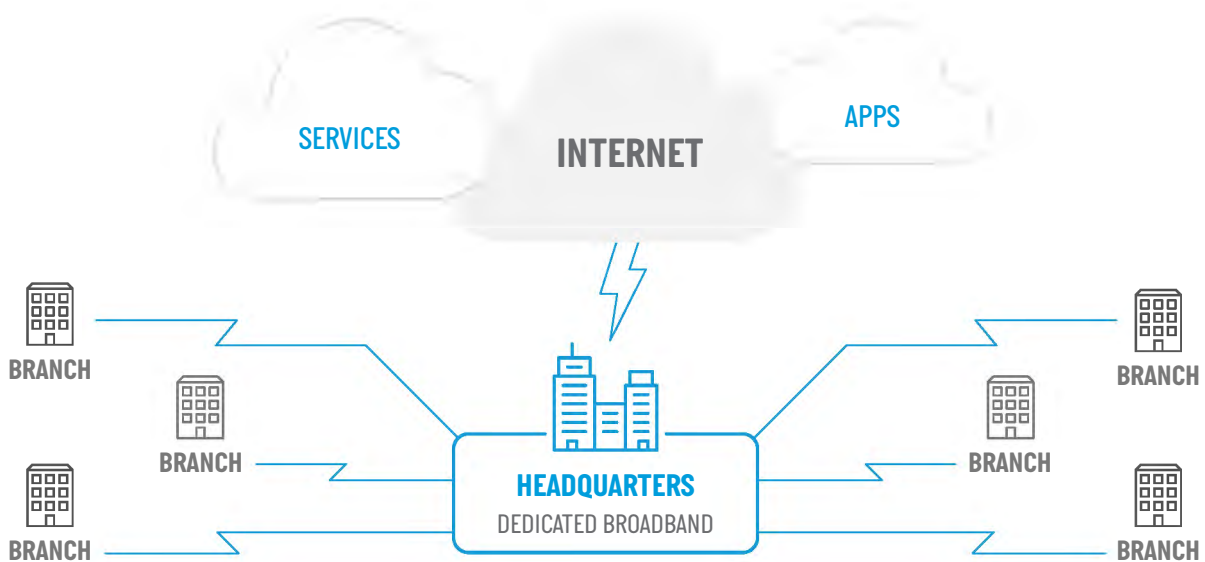 SERVICES
INTERNET
APPS
BRANCH
BRANCH
BRANCH
BRANCH
HEADQUARTERS
DEDICATED BROADBAND
BRANCH
BRANCH